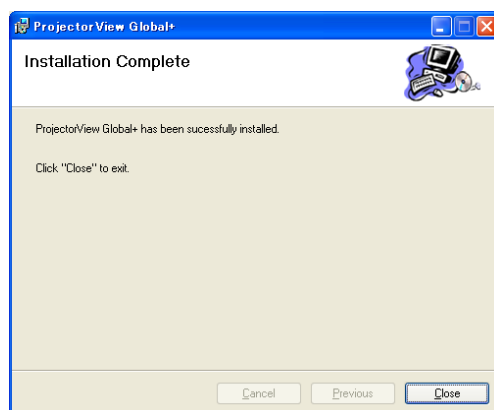 ProjectorView Global+
Installation Complete
ProjectorView Global+ has been sucessfully installed.
Click "Close" to exit.
Cancel Previous Close